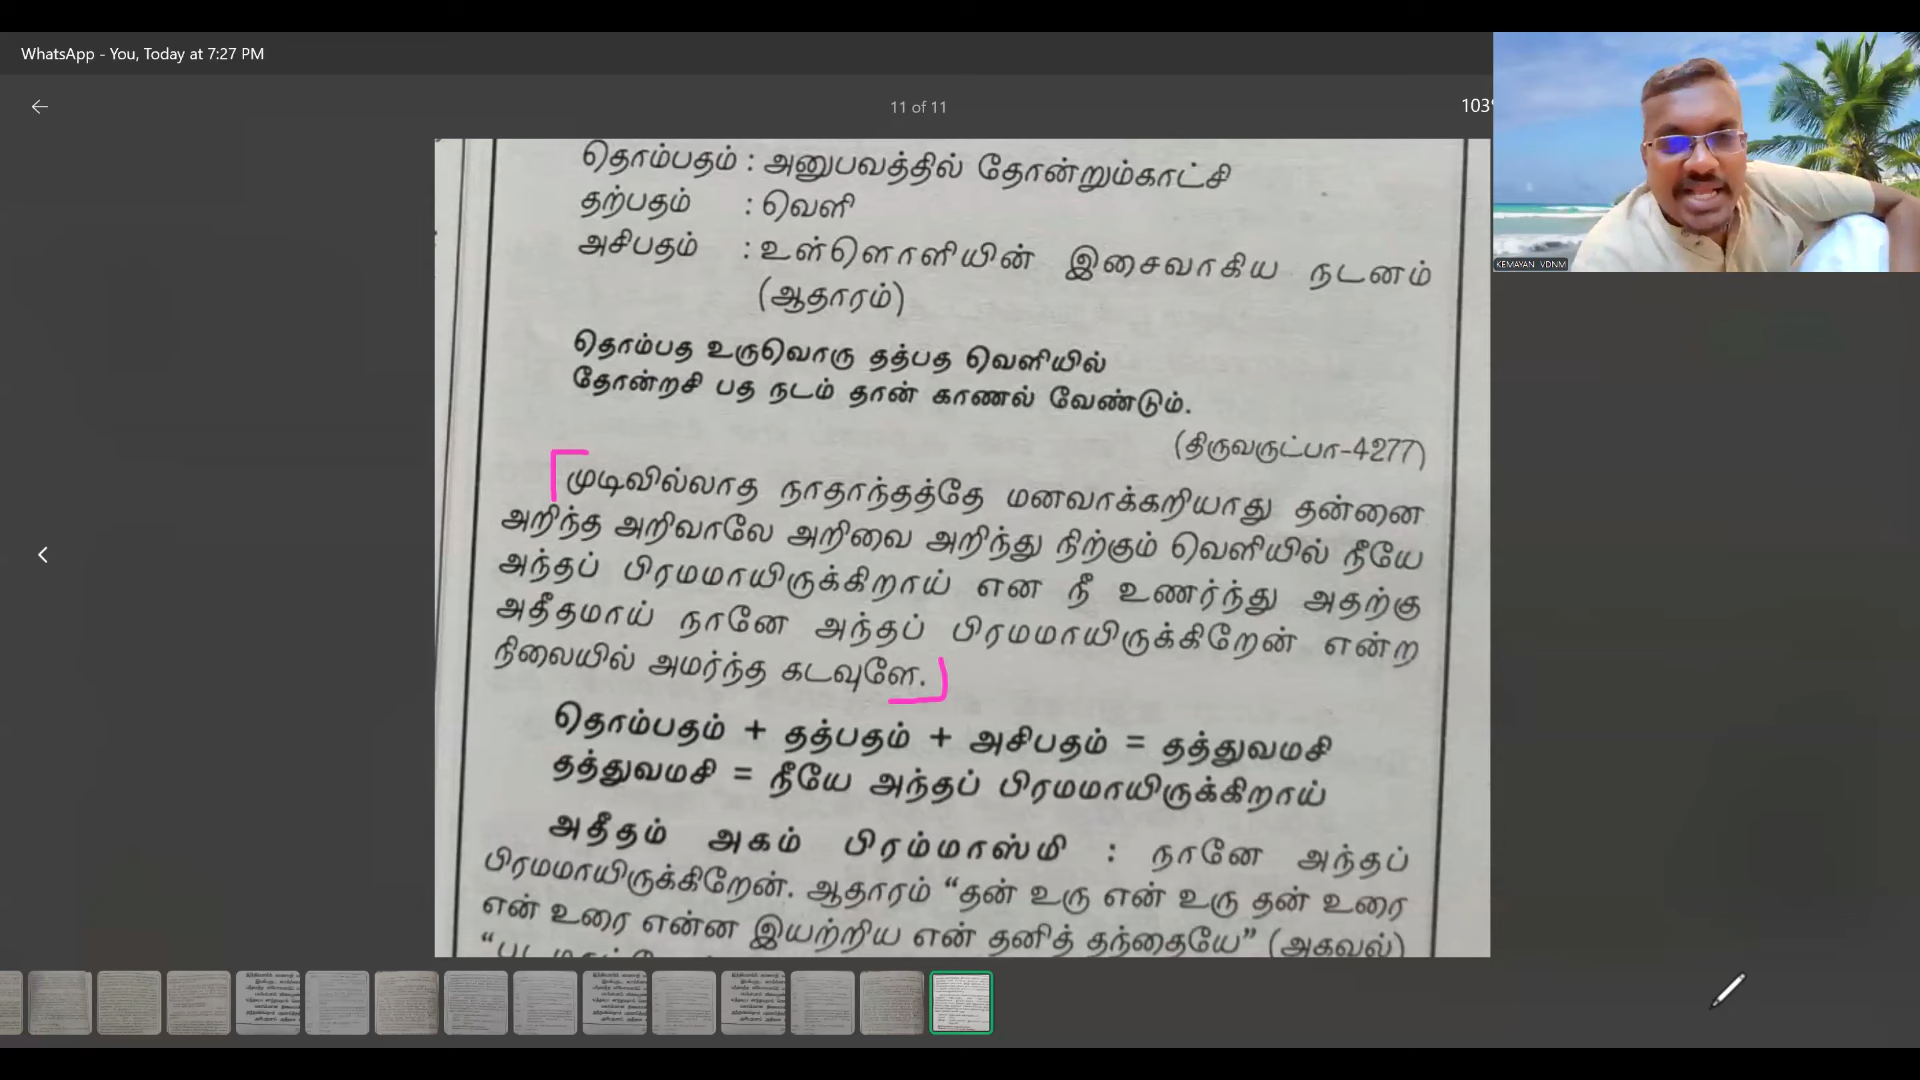 WhatsApp - You, Today at 7:27 PM
11 of 11
103%
KEMAYAN VDNM
தொம்பதம் : அனுபவத்தில் தோன்றும்காட்சி
தற்பதம் : வெளி
அசிபதம் : உள்ளொளியின் இசைவாகிய நடனம்
(ஆதாரம்)
தொம்பத உருவொரு தத்பத வெளியில்
தோன்றசி பத நடம் தான் காணல் வேண்டும்.
(திருவருட்பா-4277)
முடிவில்லாத நாதாந்தத்தே மனவாக்கறியாது தன்னை
அறிந்த அறிவாலே அறிவை அறிந்து நிற்கும் வெளியில் நீயே
அந்தப் பிரமமாயிருக்கிறாய் என நீ உணர்ந்து அதற்கு
அதீதமாய் நானே அந்தப் பிரமமாயிருக்கிறேன் என்ற
நிலையில் அமர்ந்த கடவுளே.
தொம்பதம் + தத்பதம் + அசிபதம் = தத்துவமசி
தத்துவமசி = நீயே அந்தப் பிரமமாயிருக்கிறாய்
அதீதம் அகம் பிரம்மாஸ்மி : நானே அந்தப்
பிரமமாயிருக்கிறேன். ஆதாரம் “தன் உரு என் உரு தன் உரை
என் உரை என்ன இயற்றிய என் தனித் தந்தையே” (அகவல்)